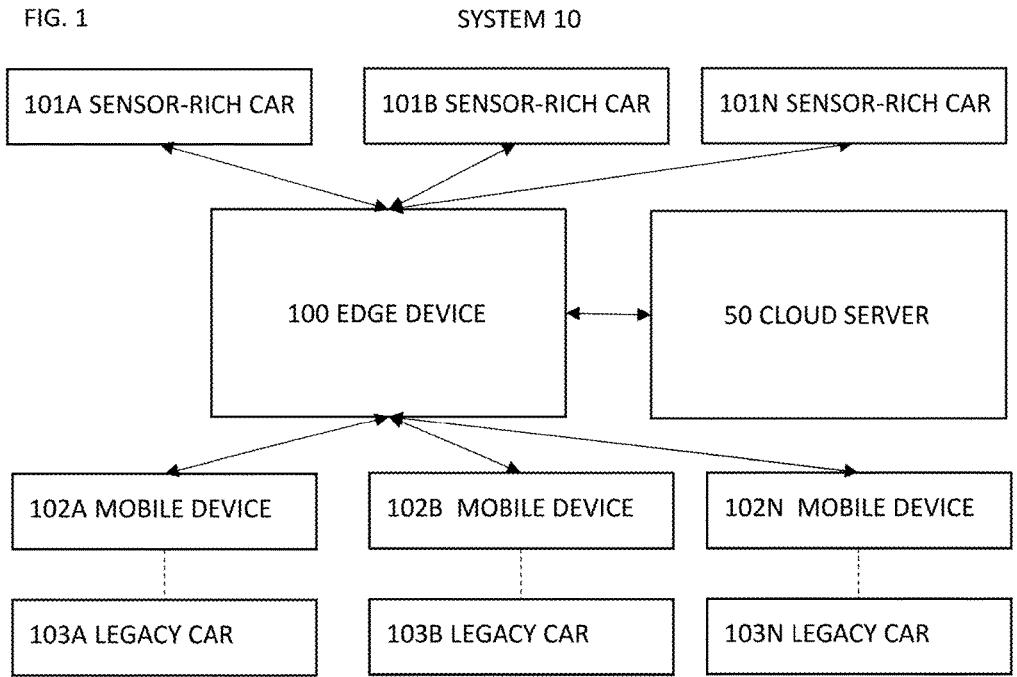 FIG. 1
SYSTEM 10
101A SENSOR-RICH CAR
101B SENSOR-RICH CAR
101N SENSOR-RICH CAR
100 EDGE DEVICE
50 CLOUD SERVER
102A MOBILE DEVICE
102B MOBILE DEVICE
102N MOBILE DEVICE
103A LEGACY CAR
103B LEGACY CAR
103N LEGACY CAR